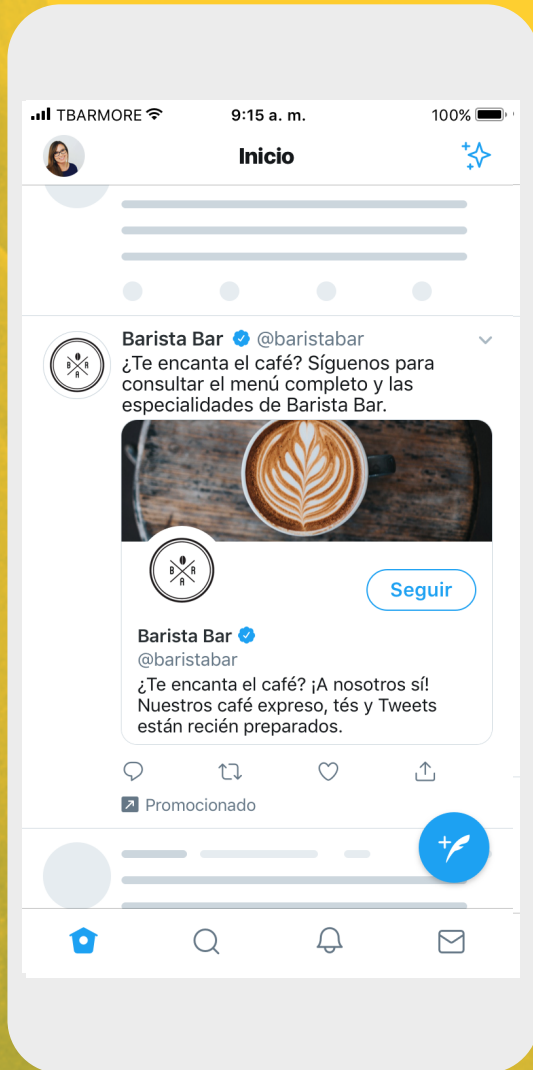 TBARMORE 9:15 a. m. 100%
Inicio
Barista Bar @baristabar
¿Te encanta el café? Síguenos para
consultar el menú completo y las
especialidades de Barista Bar.
B R
A
B R
A
Seguir
Barista Bar
@baristabar
¿Te encanta el café? ¡A nosotros sí!
Nuestros café expreso, tés y Tweets
están recién preparados.
Promocionado